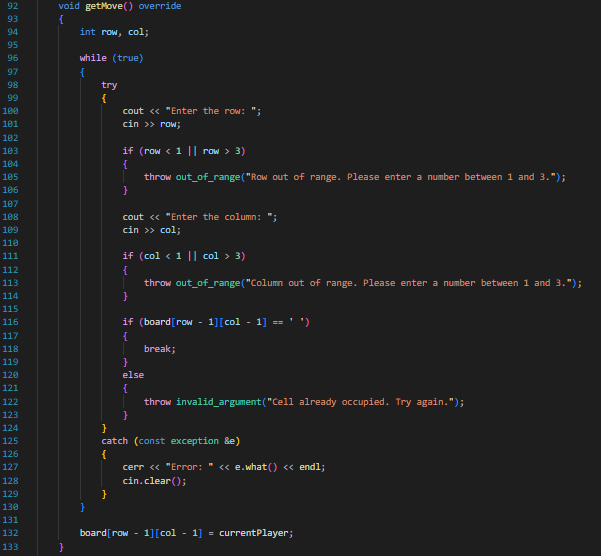 92 void getMove() override
93 {
94 int row, col;
95
96 while (true)
97 {
98 try
99 {
100 cout << "Enter the row: ";
101 cin >> row;
102
103 if (row < 1 || row > 3)
104 {
105 throw out_of_range("Row out of range. Please enter a number between 1 and 3.");
106 }
107
108 cout << "Enter the column: ";
109 cin >> col;
110
111 if (col < 1 || col > 3)
112 {
113 throw out_of_range("Column out of range. Please enter a number between 1 and 3.");
114 }
115
116 if (board[row - 1][col - 1] == ' ')
117 {
118 break;
119 }
120 else
121 {
122 throw invalid_argument("Cell already occupied. Try again.");
123 }
124 }
125 catch (const exception &e)
126 {
127 cerr << "Error: " << e.what() << endl;
128 cin.clear();
129 }
130 }
131
132 board[row - 1][col - 1] = currentPlayer;
133 }